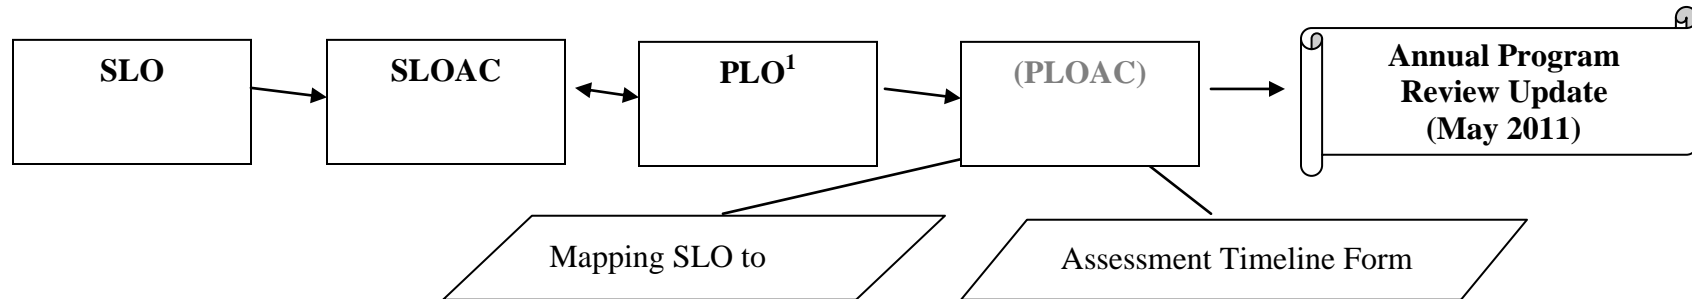 SLO
SLOAC
PLO1
(PLOAC)
Annual Program
Review Update
(May 2011)
Mapping SLO to
Assessment Timeline Form